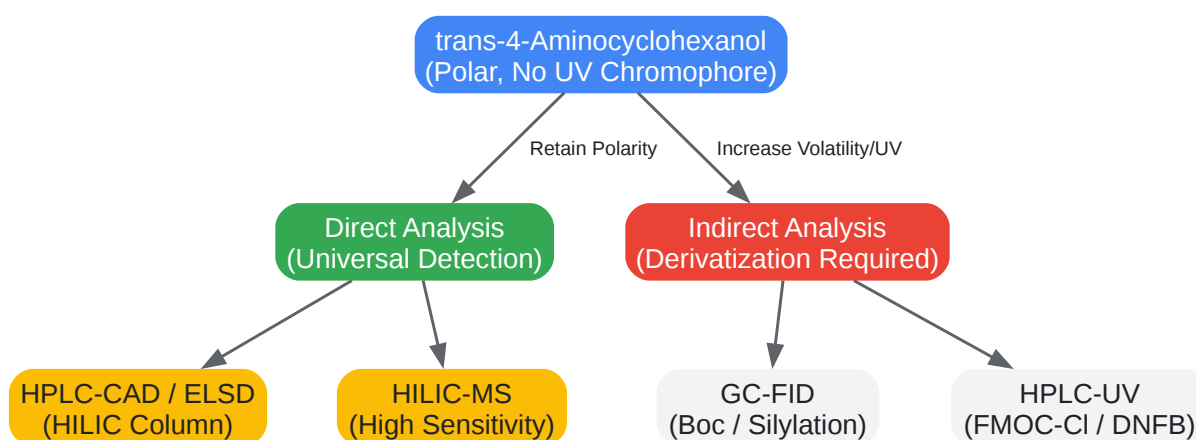 trans-4-Aminocyclohexanol
(Polar, No UV Chromophore)
Retain Polarity
Increase Volatility/UV
Direct Analysis
(Universal Detection)
Indirect Analysis
(Derivatization Required)
HPLC-CAD / ELSD
(HILIC Column)
HILIC-MS
(High Sensitivity)
GC-FID
(Boc / Silylation)
HPLC-UV
(FMOC-Cl / DNFB)